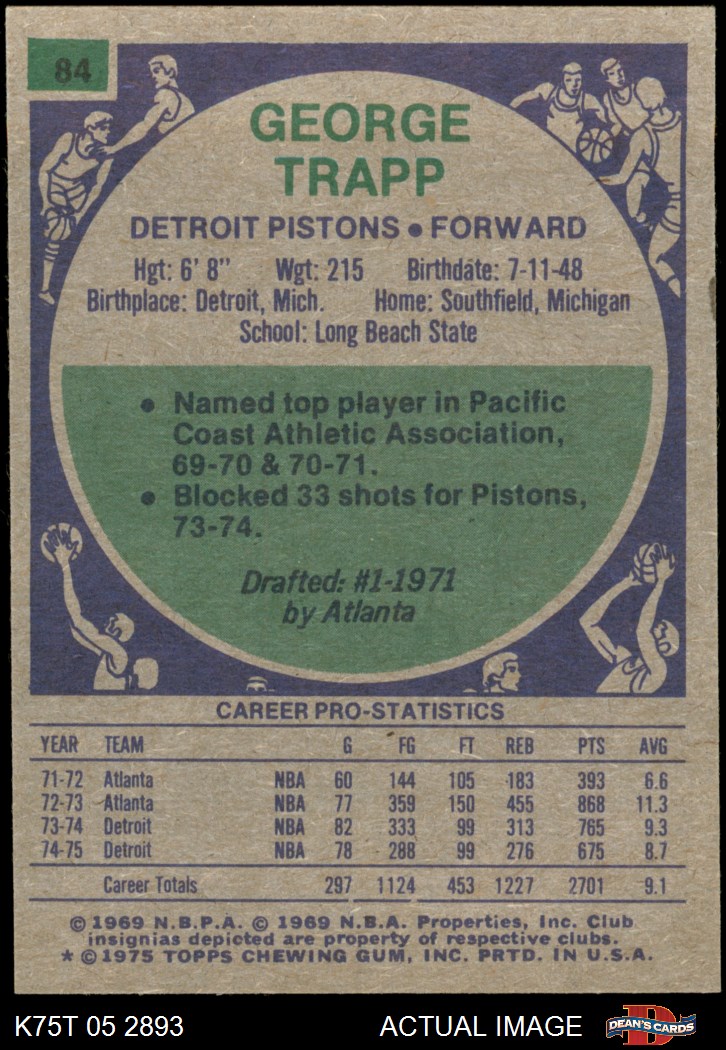 84
GEORGE
TRAPP
DETROIT PISTONS • FORWARD
Hgt: 6' 8" Wgt: 215 Birthdate: 7-11-48
Birthplace: Detroit, Mich. Home: Southfield, Michigan
School: Long Beach State
• Named top player in Pacific
Coast Athletic Association,
69-70 & 70-71.
• Blocked 33 shots for Pistons,
73-74.
Drafted: #1-1971
by Atlanta
CAREER PRO-STATISTICS
YEAR TEAM G FG FT REB PTS AVG
71-72 Atlanta NBA 60 144 105 183 393 6.6
72-73 Atlanta NBA 77 359 150 455 868 11.3
73-74 Detroit NBA 82 333 99 313 765 9.3
74-75 Detroit NBA 78 288 99 276 675 8.7
Career Totals 297 1124 453 1227 2701 9.1
© 1969 N.B.P.A. © 1969 N.B.A. Properties, Inc. Club
insignias depicted are property of respective clubs.
* © 1975 TOPPS CHEWING GUM, INC. PRTD. IN U.S.A.
K75T 05 2893 ACTUAL IMAGE D DEAN'S CARDS